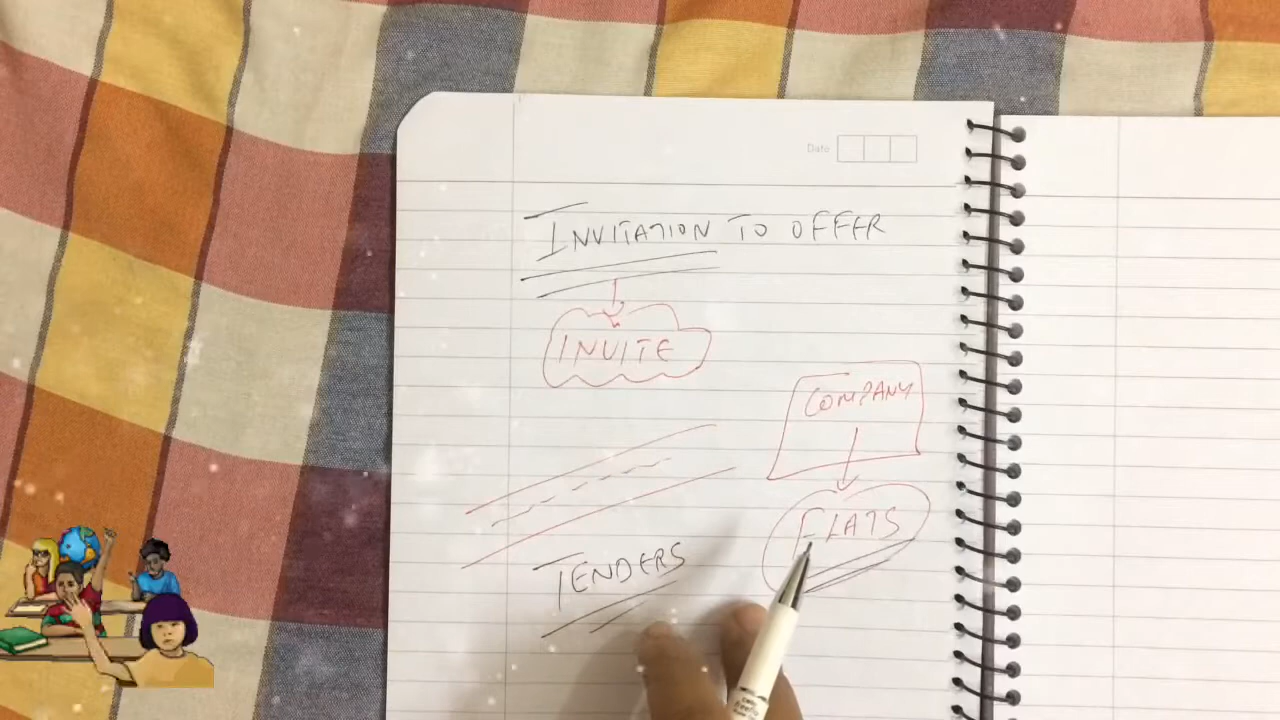 Date
INVITATION TO OFFER
INVITE
COMPANY
FLATS
TENDERS